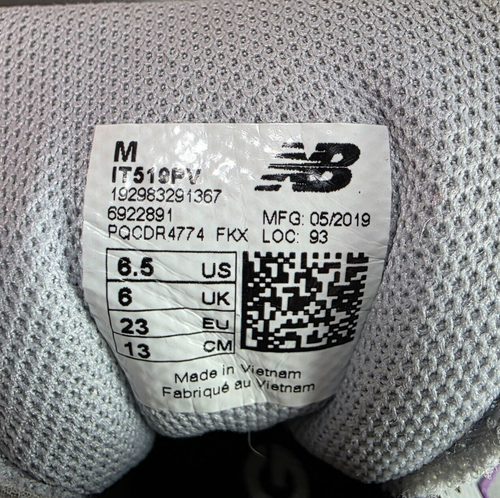 M
NB
IT519PV
192983291367
6922891
MFG: 05/2019
PQCDR4774 FKX LOC: 93
6.5 US
6 UK
23 EU
13 CM
Made in Vietnam
Fabriqué au Vietnam